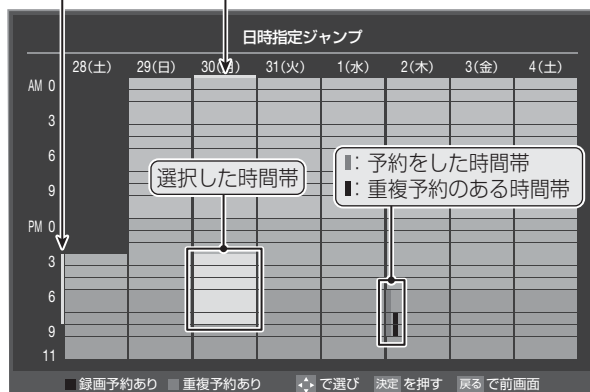 日時指定ジャンプ
28(土) 29(日) 30(月) 31(火) 1(水) 2(木) 3(金) 4(土)
AM 0
3
6
9
PM 0
3
6
9
11
選択した時間帯
: 予約をした時間帯
: 重複予約のある時間帯
録画予約あり 重複予約あり で選び 決定 を押す 戻る で前画面